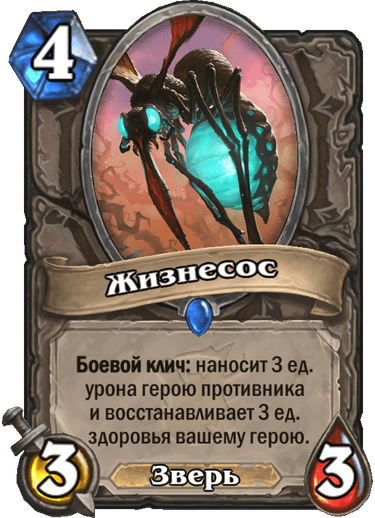 4
Жизнесос
Боевой клич: наносит 3 ед.
урона герою противника
и восстанавливает 3 ед.
здоровья вашему герою.
3
Зверь
3